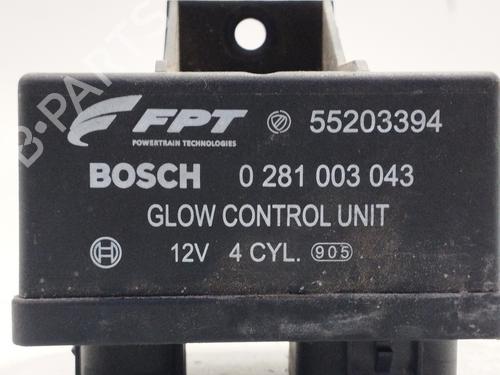 FPT 55203394
POWERTRAIN TECHNOLOGIES
BOSCH 0 281 003 043
GLOW CONTROL UNIT
12V 4 CYL. 905
B-PARTS